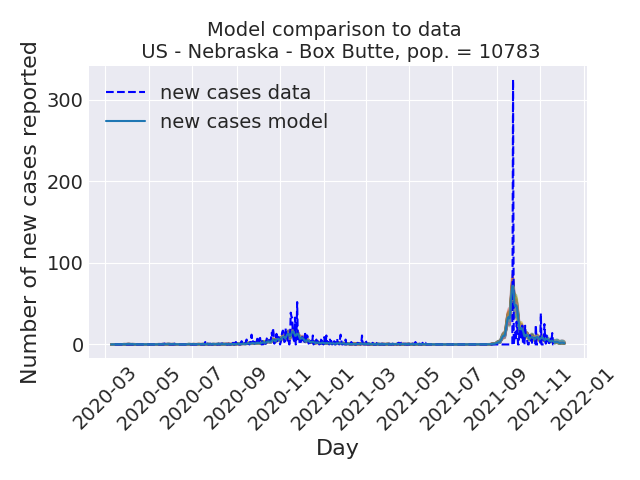 Model comparison to data
US - Nebraska - Box Butte, pop. = 10783
Number of new cases reported
300
200
100
0
new cases data
new cases model
2020-03
2020-05
2020-07
2020-09
2020-11
2021-01
2021-03
2021-05
2021-07
2021-09
2021-11
2022-01
Day